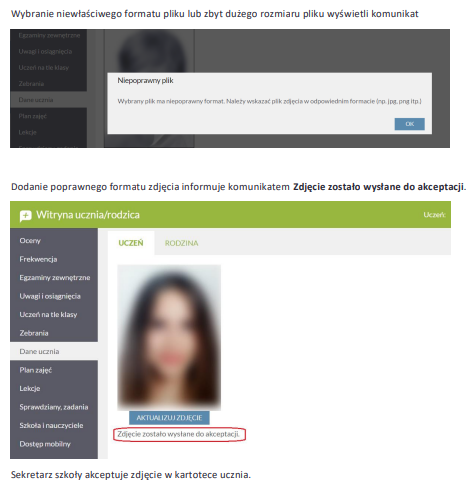 Wybranie niewłaściwego formatu pliku lub zbyt dużego rozmiaru pliku wyświetli komunikat
Egzaminy zewnętrzne
Uwagi i osiągnięcia
Uczeń na tle klasy
Zebrania
Dane ucznia
Plan zajęć
Lekcje
Niepoprawny plik
Wybrany plik ma niepoprawny format. Należy wskazać plik zdjęcia w odpowiednim formacie (np. jpg, png itp.)
OK
Dodanie poprawnego formatu zdjęcia informuje komunikatem Zdjęcie zostało wysłane do akceptacji.
Witryna ucznia/rodzica
Uczeń:
Oceny
Frekwencja
Egzaminy zewnętrzne
Uwagi i osiągnięcia
Uczeń na tle klasy
Zebrania
Dane ucznia
Plan zajęć
Lekcje
Sprawdziany, zadania
Szkoła i nauczyciele
Dostęp mobilny
UCZEŃ RODZINA
AKTUALIZUJ ZDJĘCIE
Zdjęcie zostało wysłane do akceptacji.
Sekretarz szkoły akceptuje zdjęcie w kartotece ucznia.